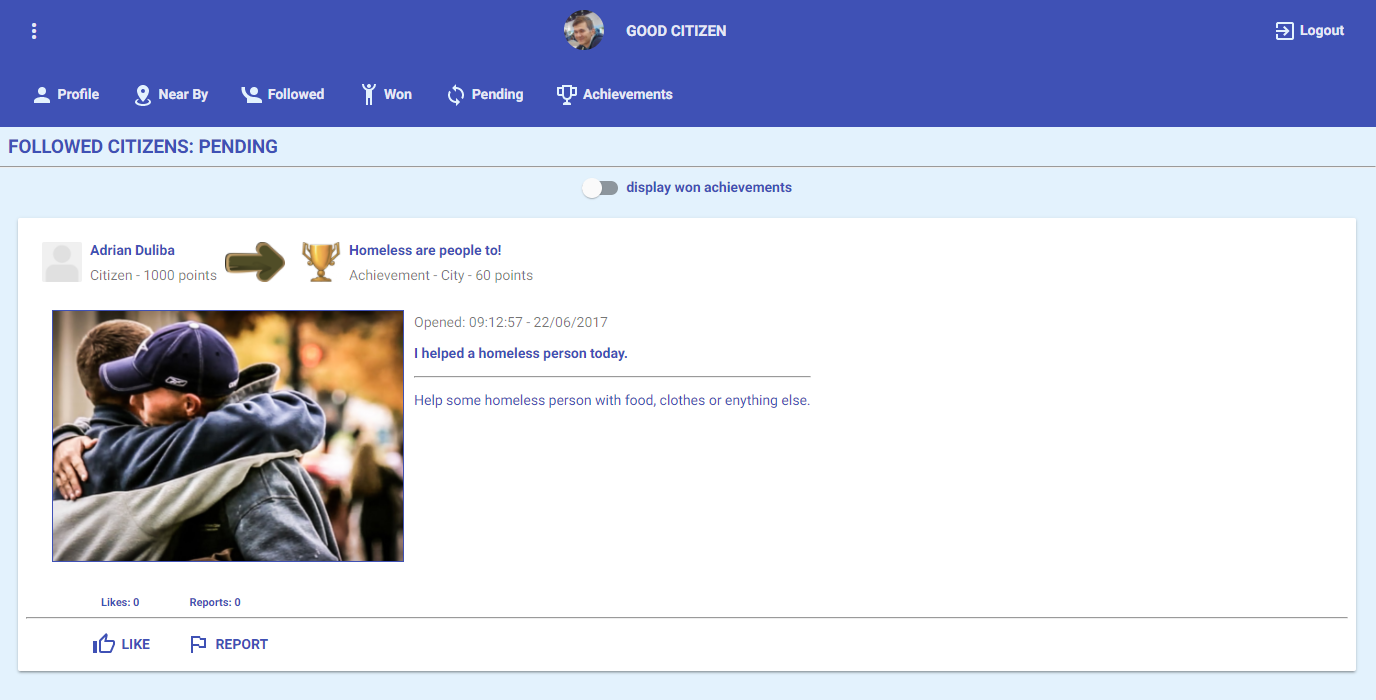 GOOD CITIZEN
Logout
Profile
Near By
Followed
Won
Pending
Achievements
FOLLOWED CITIZENS: PENDING
display won achievements
Adrian Duliba
Citizen - 1000 points
Homeless are people to!
Achievement - City - 60 points
Opened: 09:12:57 - 22/06/2017
I helped a homeless person today.
Help some homeless person with food, clothes or enything else.
Likes: 0
Reports: 0
LIKE
REPORT